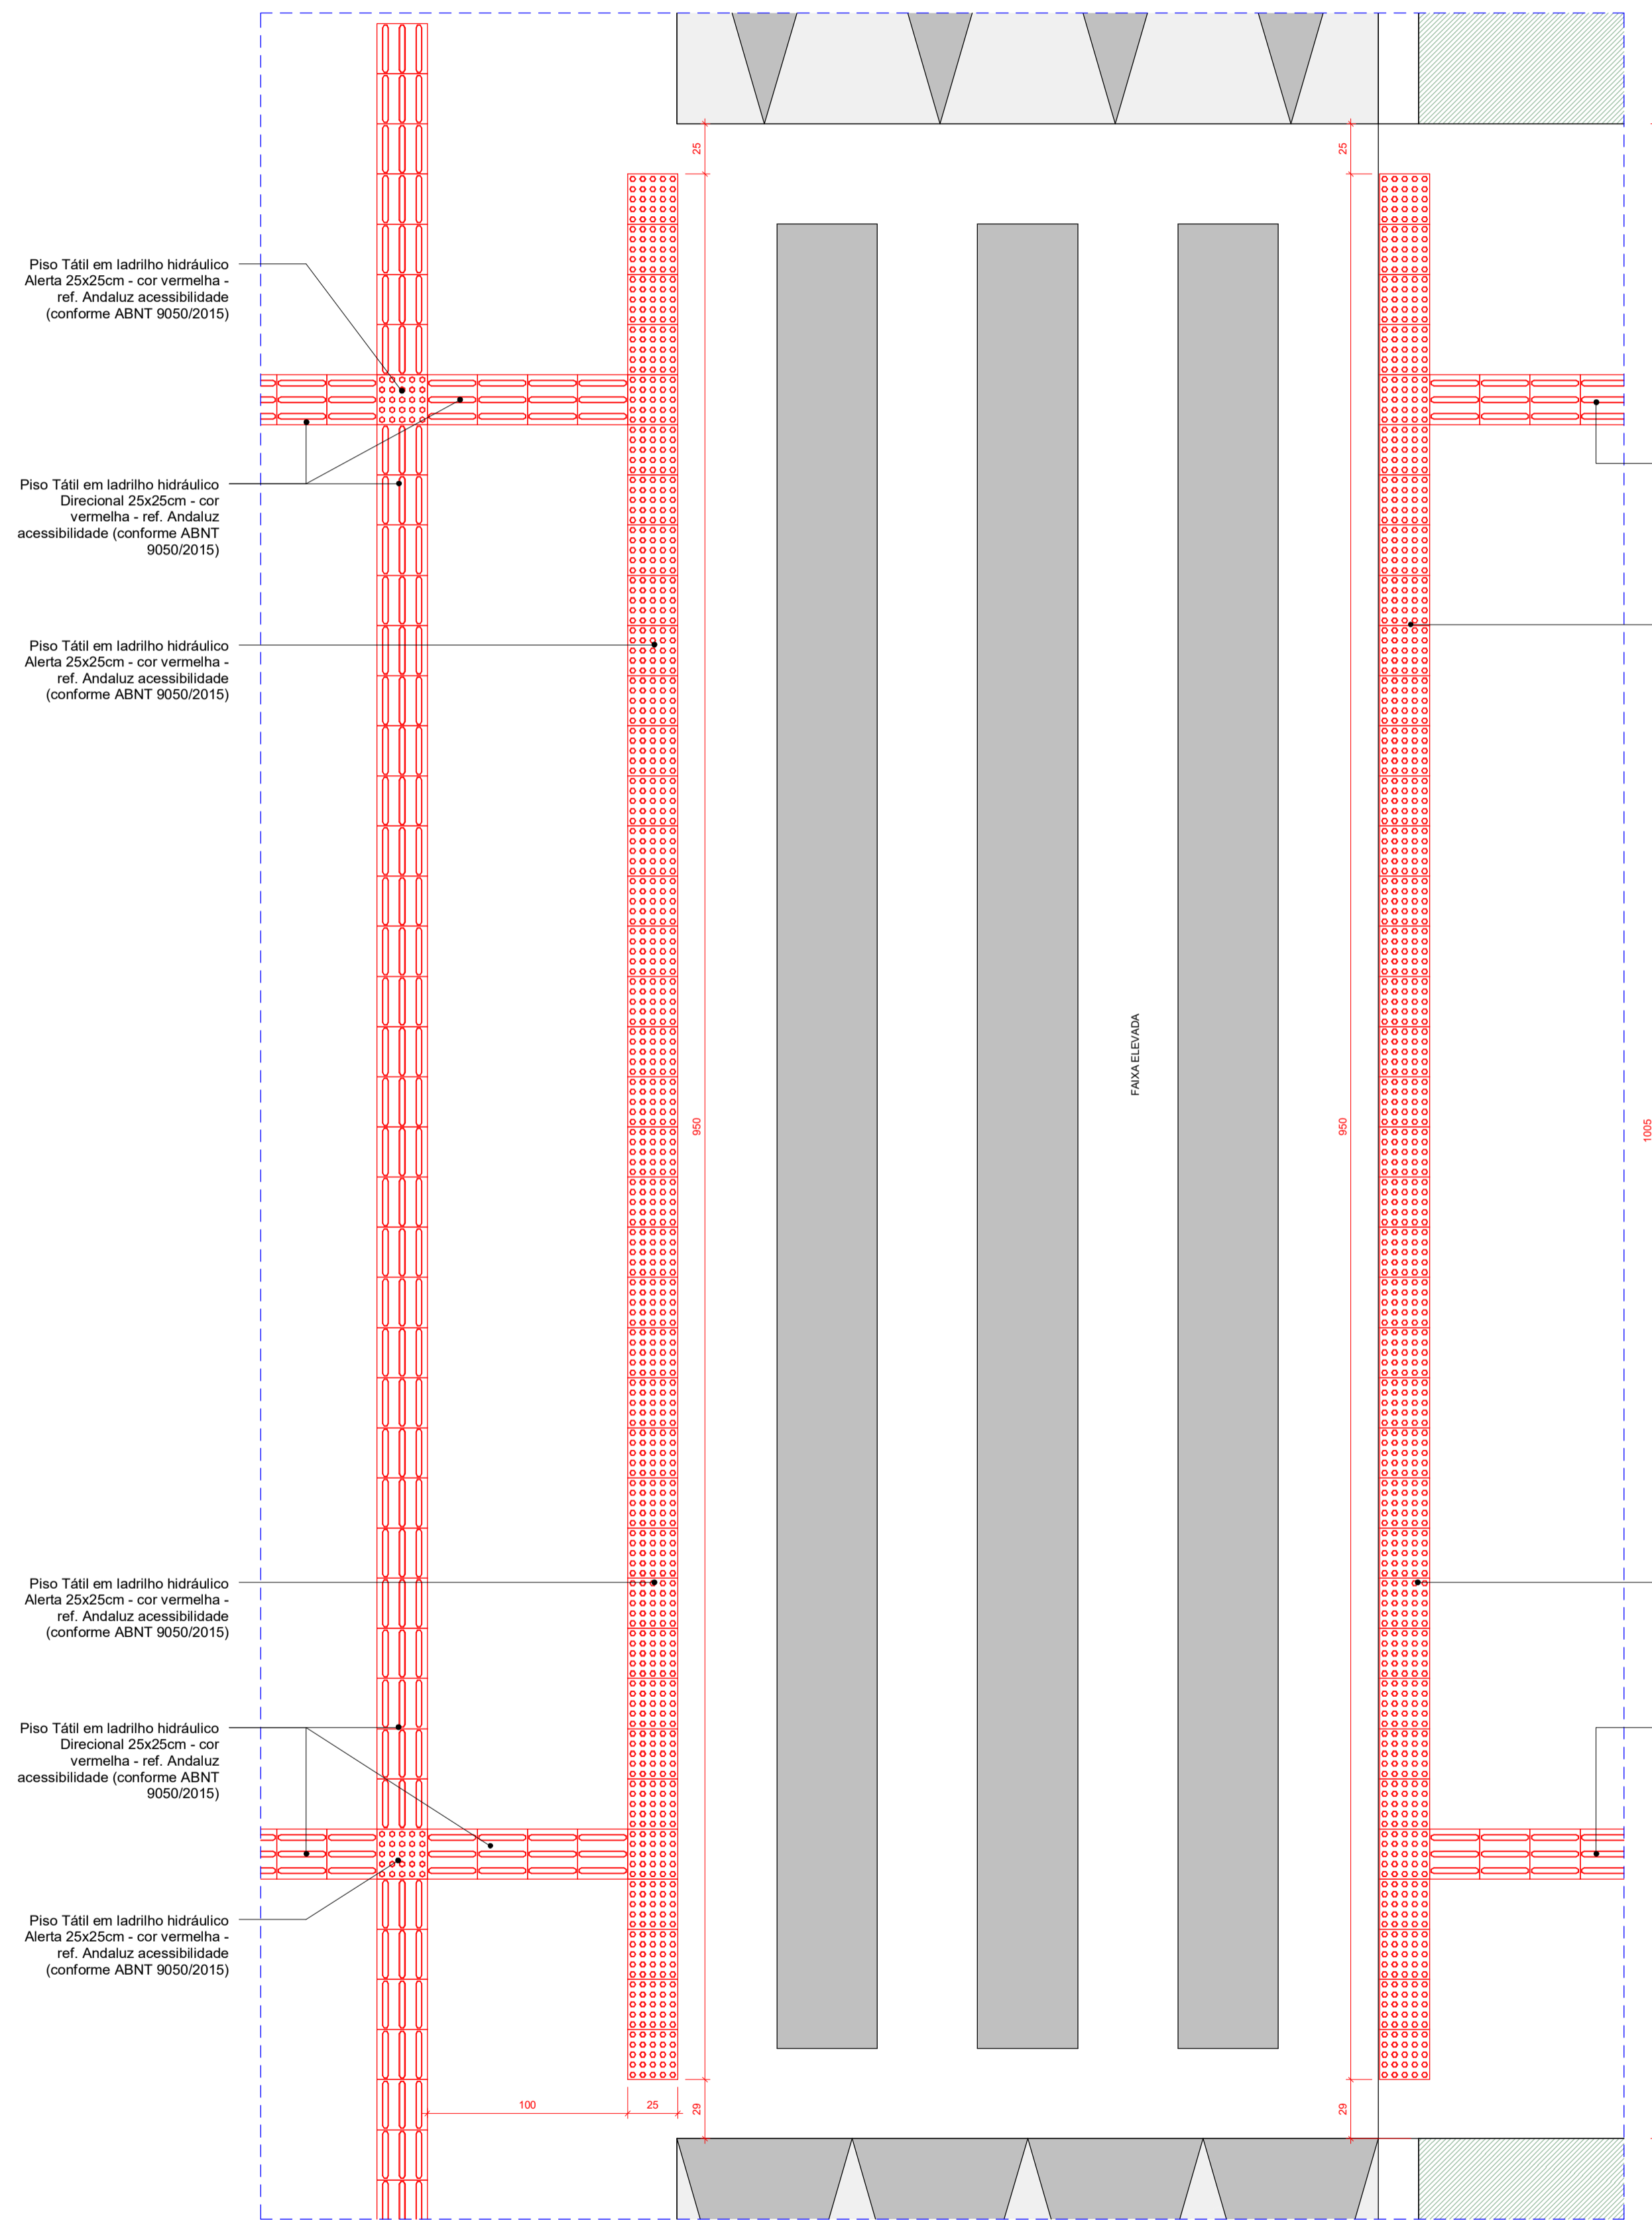 25
25
Piso Tátil em ladrilho hidráulico
Alerta 25x25cm - cor vermelha -
ref. Andaluz acessibilidade
(conforme ABNT 9050/2015)
Piso Tátil em ladrilho hidráulico
Direcional 25x25cm - cor
vermelha - ref. Andaluz
acessibilidade (conforme ABNT
9050/2015)
Piso Tátil em ladrilho hidráulico
Alerta 25x25cm - cor vermelha -
ref. Andaluz acessibilidade
(conforme ABNT 9050/2015)
FAIXA ELEVADA
950
950
1005
Piso Tátil em ladrilho hidráulico
Alerta 25x25cm - cor vermelha -
ref. Andaluz acessibilidade
(conforme ABNT 9050/2015)
Piso Tátil em ladrilho hidráulico
Direcional 25x25cm - cor
vermelha - ref. Andaluz
acessibilidade (conforme ABNT
9050/2015)
Piso Tátil em ladrilho hidráulico
Alerta 25x25cm - cor vermelha -
ref. Andaluz acessibilidade
(conforme ABNT 9050/2015)
100
25
29
29